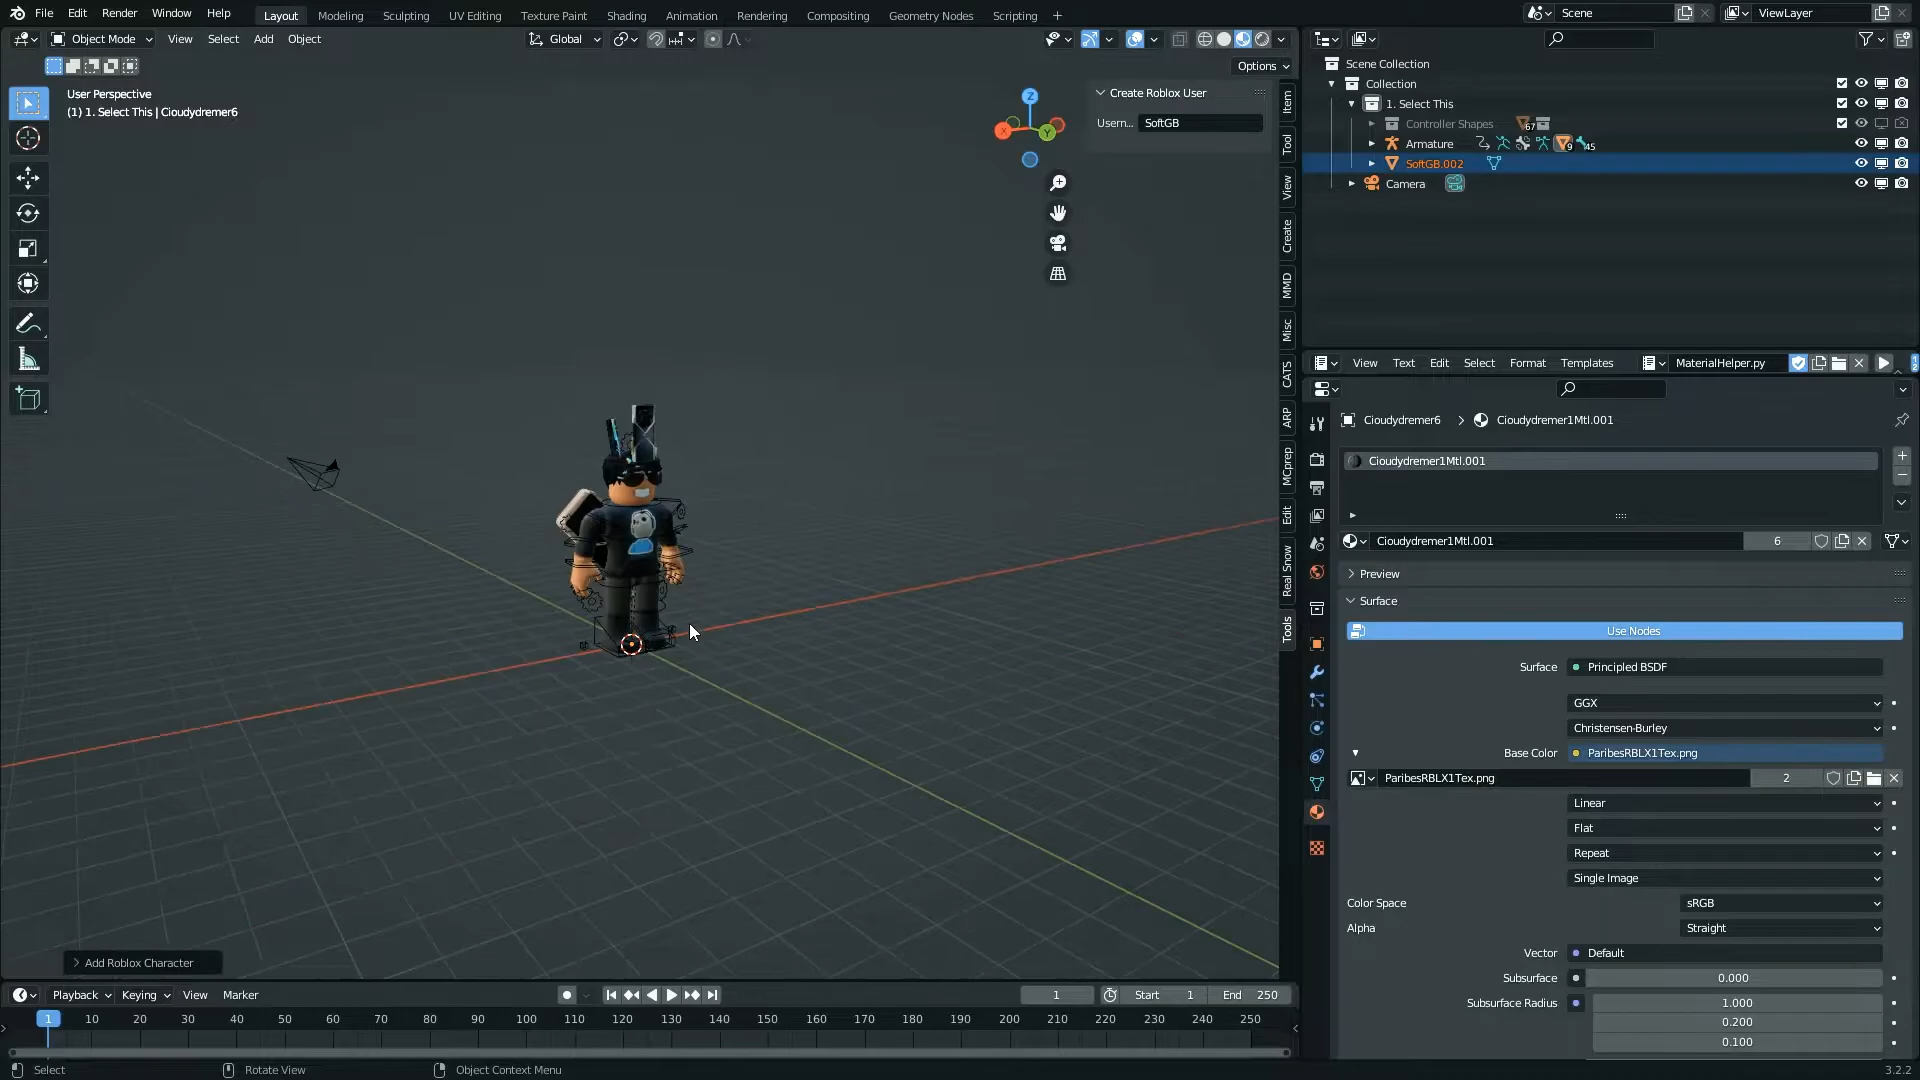 File Edit Render Window Help
Layout Modeling Sculpting UV Editing Texture Paint Shading Animation Rendering Compositing Geometry Nodes Scripting +
Scene
ViewLayer
Object Mode View Select Add Object
Global
Options
User Perspective
(1) 1. Select This | Cioudydremer6
Z
X
Y
Create Roblox User
Usern... SoftGB
Item
Tool
View
Create
MMD
Misc
CATS
ARP
MCprep
Edit
Real Snow
Tools
Scene Collection
Collection
1. Select This
Controller Shapes 67
Armature 9 45
SoftGB.002
Camera
View Text Edit Select Format Templates MaterialHelper.py
Cioudydremer6 > Cioudydremer1Mtl.001
Cioudydremer1Mtl.001
Cioudydremer1Mtl.001 6
Preview
Surface
Use Nodes
Surface Principled BSDF
GGX
Christensen-Burley
Base Color ParibesRBLX1Tex.png
ParibesRBLX1Tex.png 2
Linear
Flat
Repeat
Single Image
Color Space sRGB
Alpha Straight
Vector Default
Subsurface 0.000
Subsurface Radius 1.000
0.200
0.100
Add Roblox Character
Playback Keying View Marker
1
Start 1
End 250
1 10 20 30 40 50 60 70 80 90 100 110 120 130 140 150 160 170 180 190 200 210 220 230 240 250
Select
Rotate View
Object Context Menu
3.2.2